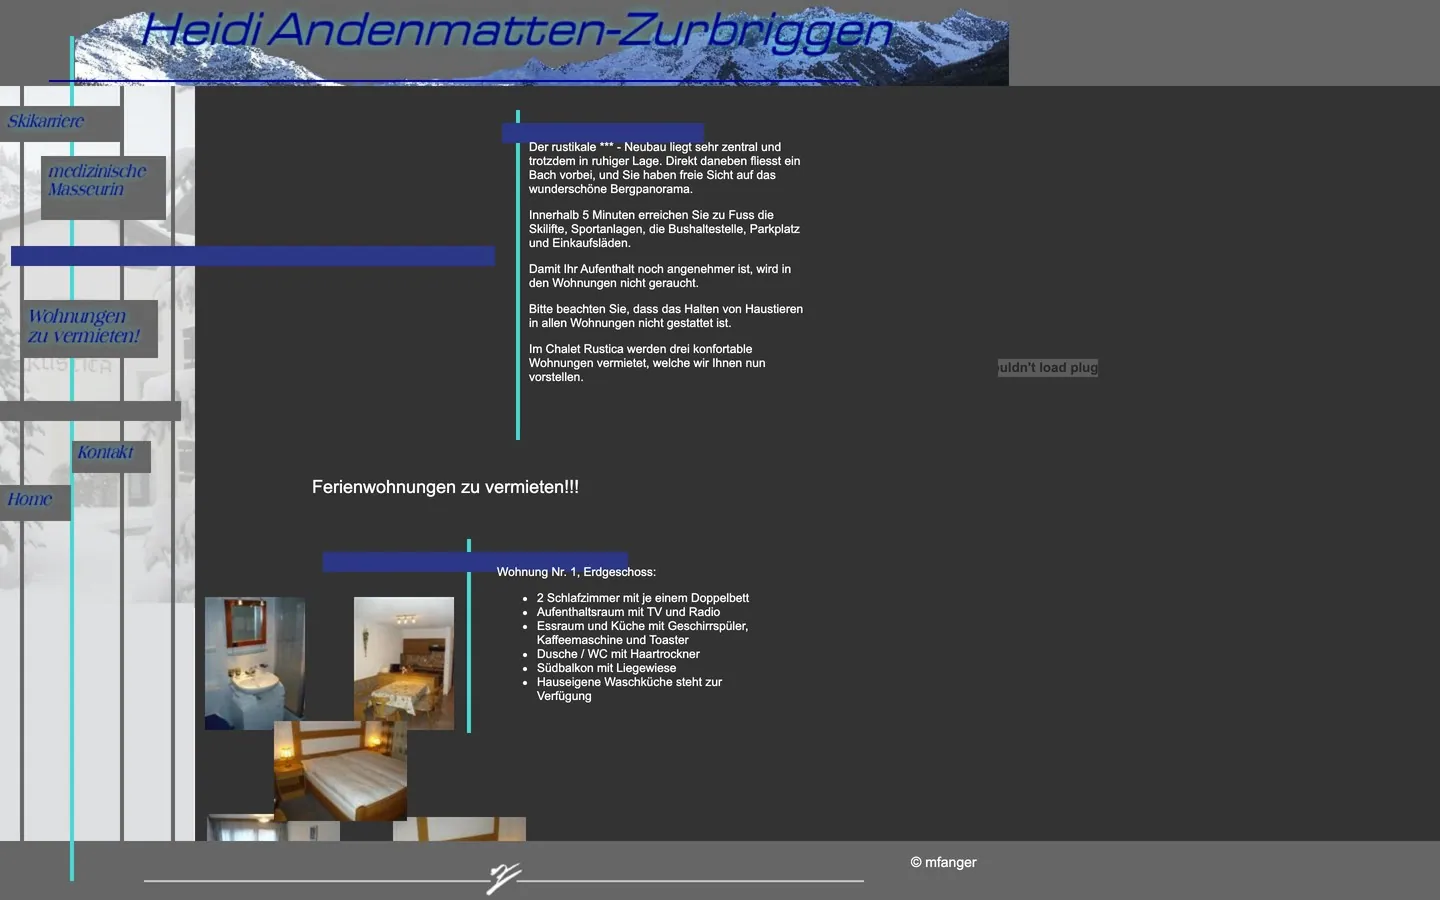 Heidi Andenmatten-Zurbriggen
Skikarriere
medizinische
Masseurin
Wohnungen
zu vermieten!
RUSTICA
Kontakt
Home
Der rustikale *** - Neubau liegt sehr zentral und
trotzdem in ruhiger Lage. Direkt daneben fliesst ein
Bach vorbei, und Sie haben freie Sicht auf das
wunderschöne Bergpanorama.
Innerhalb 5 Minuten erreichen Sie zu Fuss die
Skilifte, Sportanlagen, die Bushaltestelle, Parkplatz
und Einkaufsläden.
Damit Ihr Aufenthalt noch angenehmer ist, wird in
den Wohnungen nicht geraucht.
Bitte beachten Sie, dass das Halten von Haustieren
in allen Wohnungen nicht gestattet ist.
Im Chalet Rustica werden drei konfortable
Wohnungen vermietet, welche wir Ihnen nun
vorstellen.
uldn't load plug
Ferienwohnungen zu vermieten!!!
Wohnung Nr. 1, Erdgeschoss:
2 Schlafzimmer mit je einem Doppelbett
Aufenthaltsraum mit TV und Radio
Essraum und Küche mit Geschirrspüler,
Kaffeemaschine und Toaster
Dusche / WC mit Haartrockner
Südbalkon mit Liegewiese
Hauseigene Waschküche steht zur
Verfügung
© mfanger